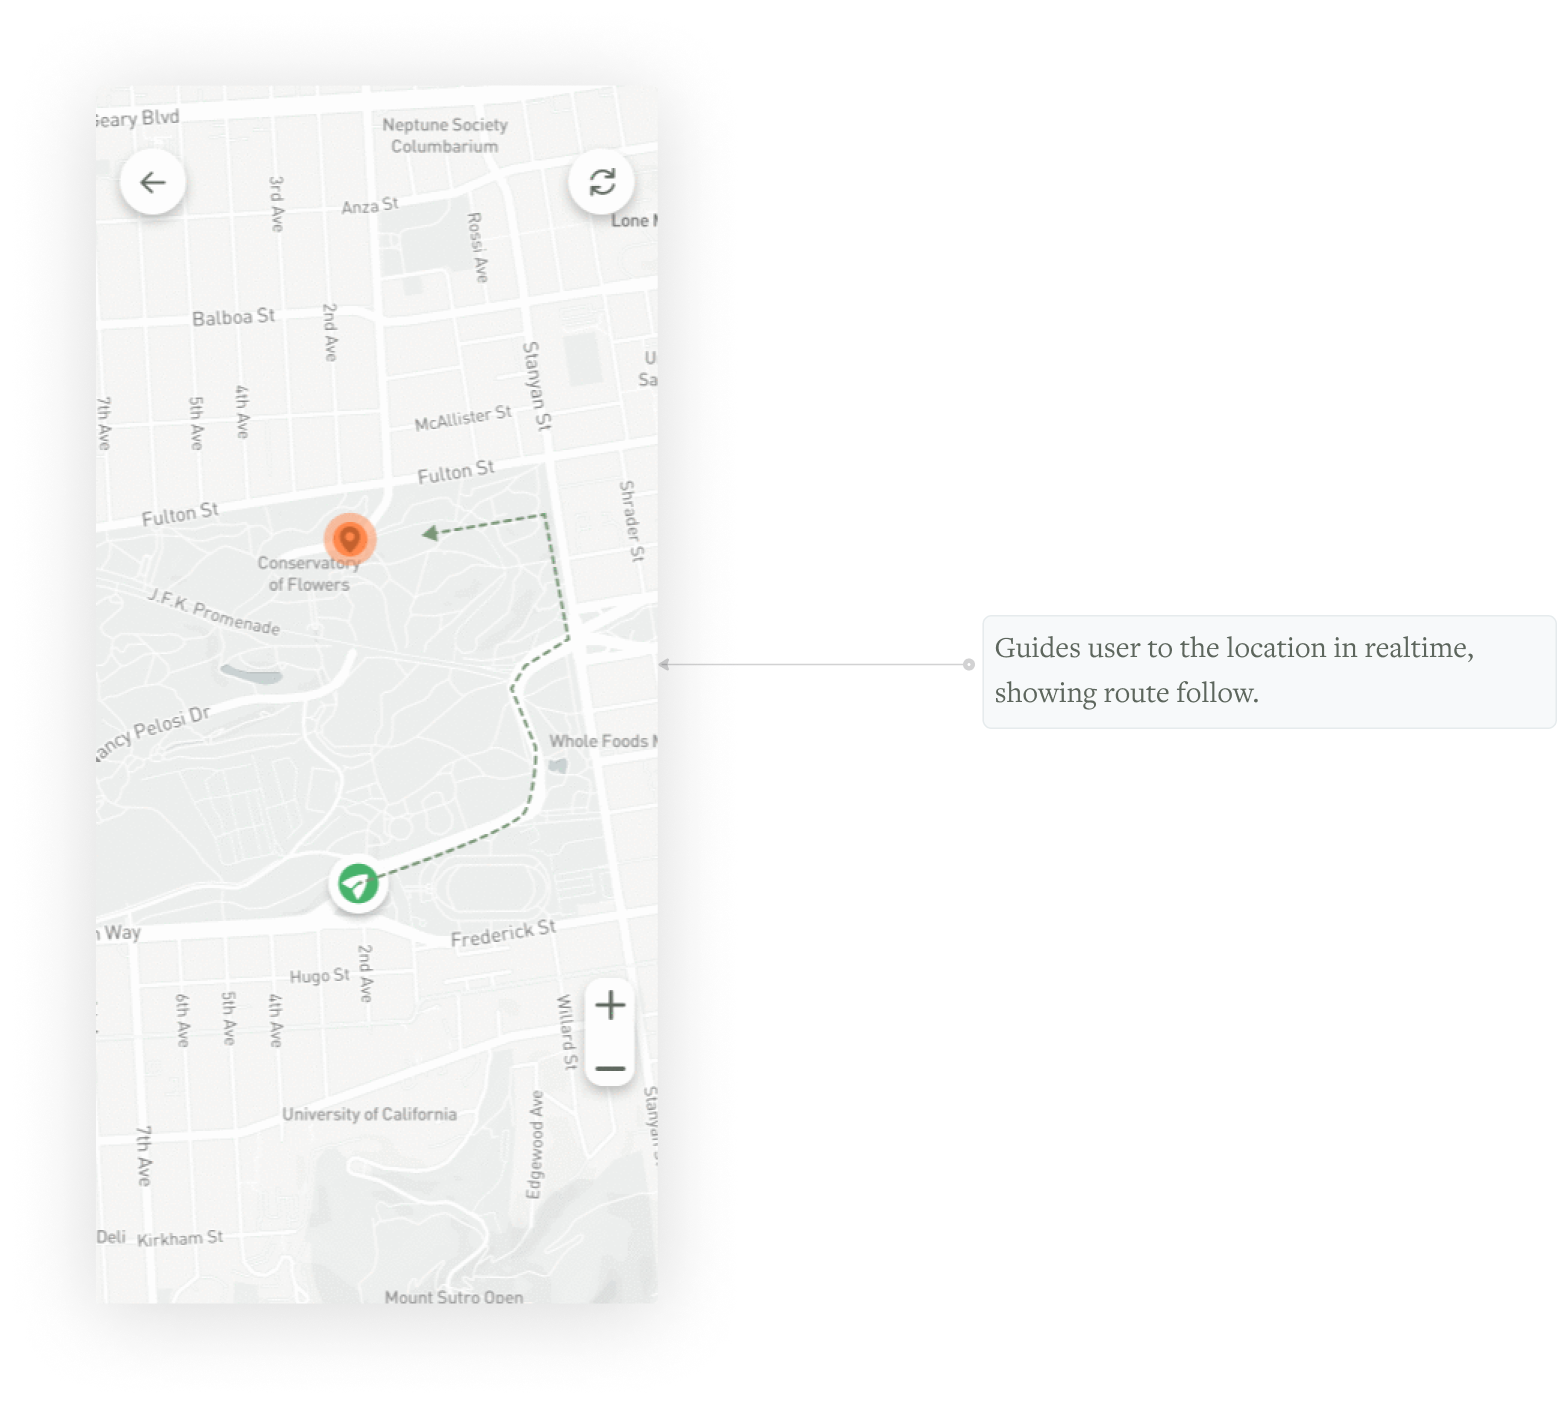 Geary Blvd
Neptune Society
Columbarium
3rd Ave
Anza St
Rossi Ave
Lone
Balboa St
2nd Ave
Stanyan St
7th Ave
5th Ave
4th Ave
McAllister St
Fulton St
Fulton St
Shrader St
Conservatory
of Flowers
J.F.K. Promenade
Guides user to the location in realtime,
showing route follow.
Nancy Pelosi Dr
Whole Foods
Way
Frederick St
Hugo St
2nd Ave
6th Ave
5th Ave
4th Ave
Willard St
University of California
Edgewood Ave
Stanyan St
7th Ave
Deli
Kirkham St
Mount Sutro Open